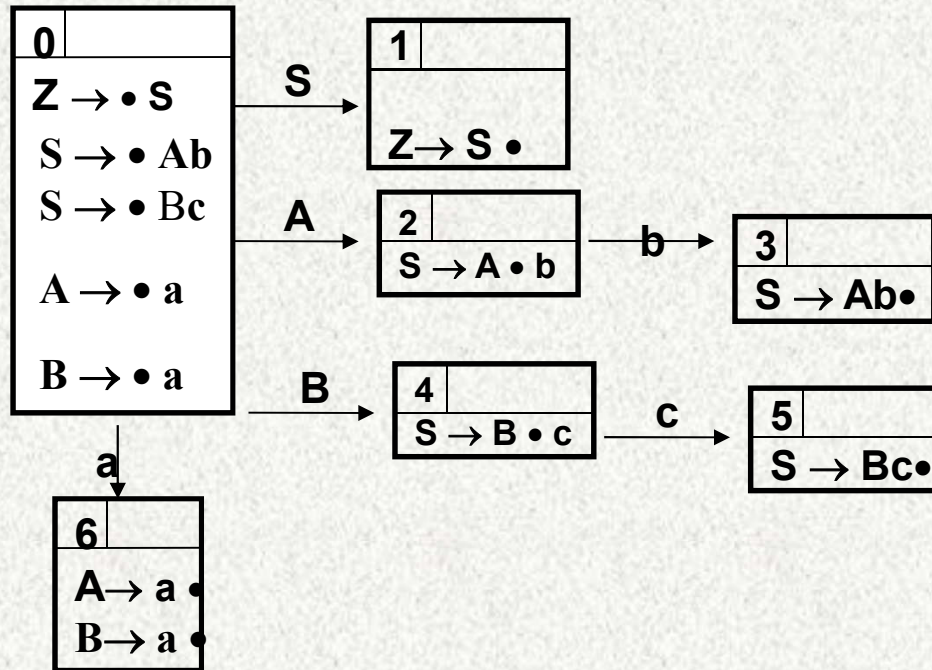 0
Z → • S
S → • Ab
S → • Bc
A → • a
B → • a
S
1
Z→ S •
A
2
S → A • b
b
3
S → Ab•
B
4
S → B • c
c
5
S → Bc•
a
6
A→ a •
B→ a •